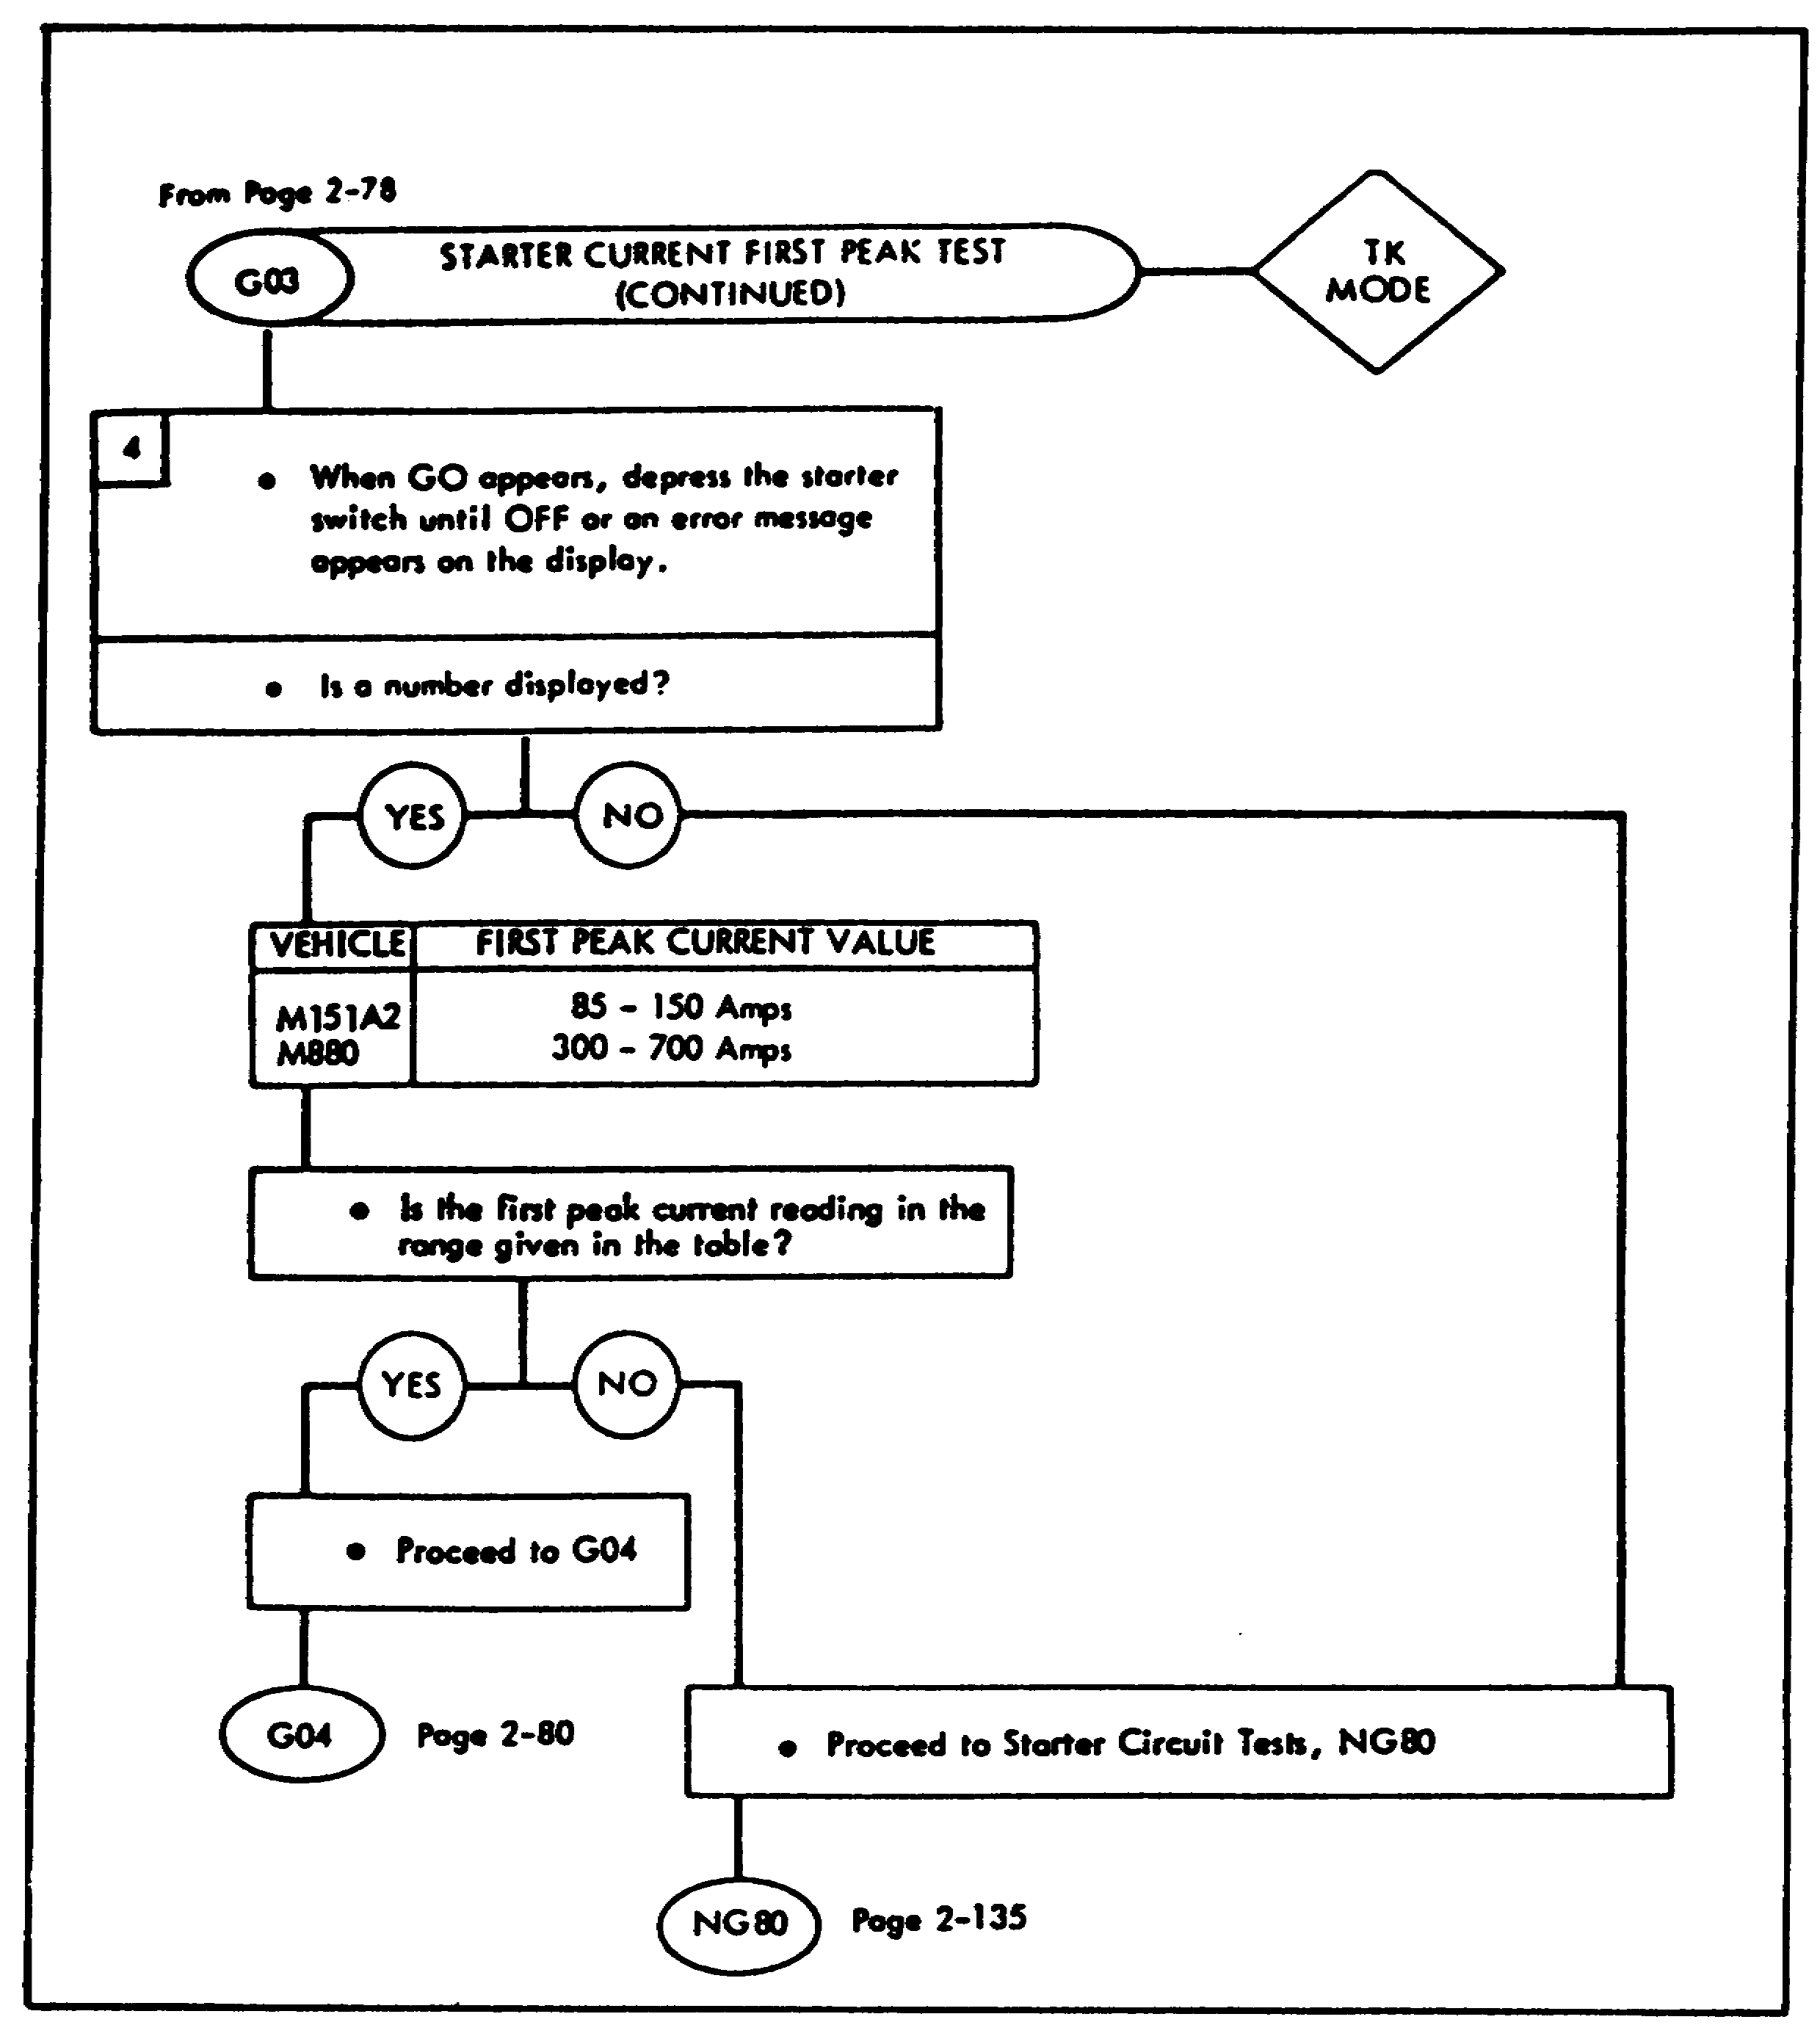 From Page 2-78
G03
STARTER CURRENT FIRST PEAK TEST
(CONTINUED)
TK
MODE
4
• When GO appears, depress the starter
switch until OFF or an error message
appears on the display.
• Is a number displayed?
YES
NO
VEHICLE FIRST PEAK CURRENT VALUE
M151A2 85 - 150 Amps
M880 300 - 700 Amps
• Is the first peak current reading in the
range given in the table?
YES
NO
• Proceed to G04
G04 Page 2-80
• Proceed to Starter Circuit Tests, NG80
NG80 Page 2-135